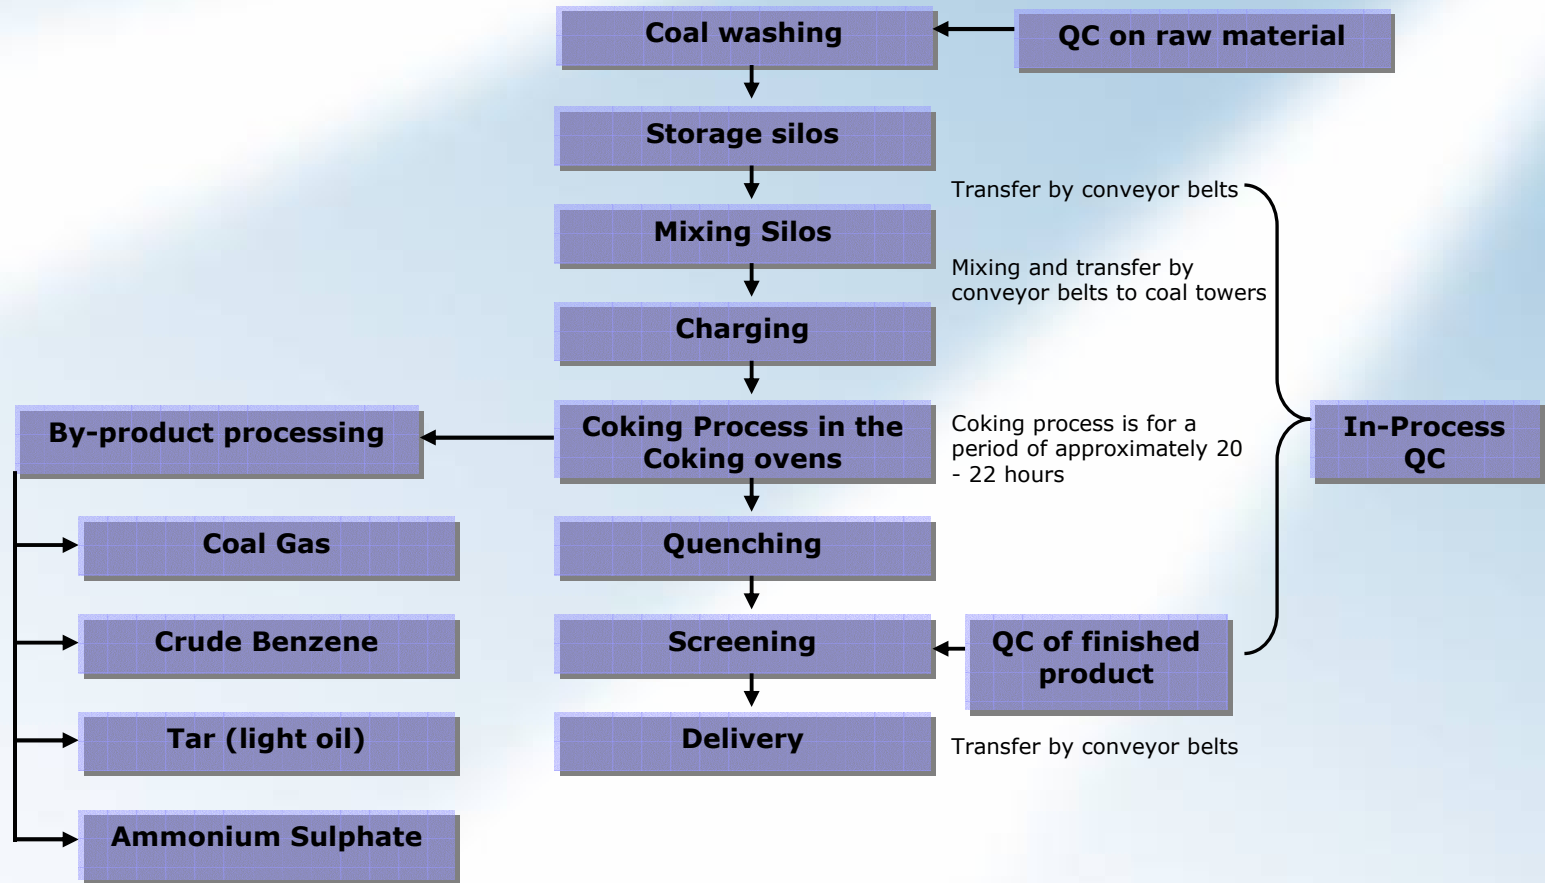 Coal washing
QC on raw material
Storage silos
Transfer by conveyor belts
Mixing Silos
Mixing and transfer by
conveyor belts to coal towers
Charging
By-product processing
Coking Process in the
Coking ovens
Coking process is for a
period of approximately 20
- 22 hours
In-Process
QC
Coal Gas
Quenching
Crude Benzene
Screening
QC of finished
product
Tar (light oil)
Delivery
Transfer by conveyor belts
Ammonium Sulphate